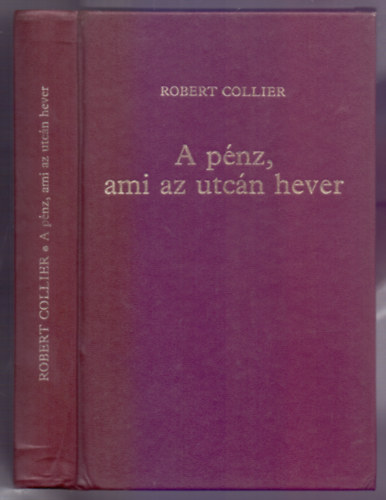 ROBERT COLLIER • A pénz, ami az utcán hever
ROBERT COLLIER
A pénz,
ami az utcán hever